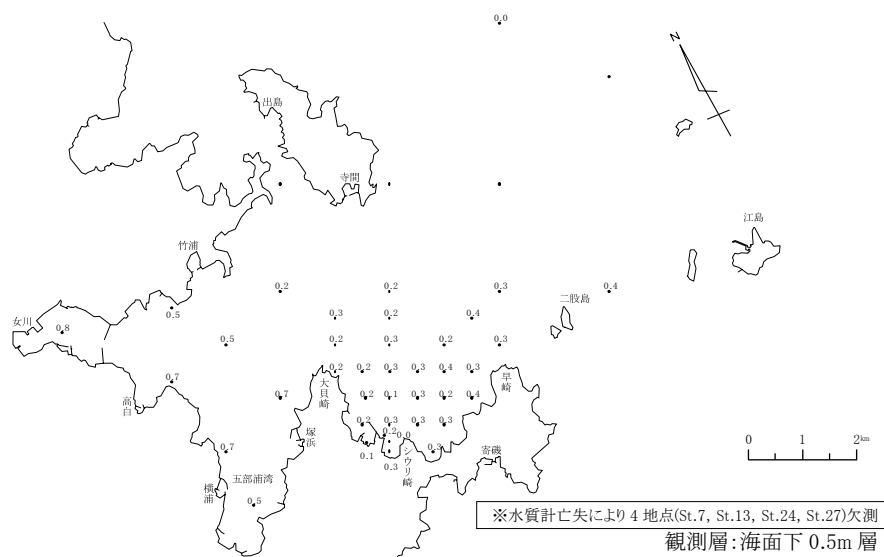 0.0
N
出島
寺間
江島
竹浦
0.2 0.2 0.3 0.4
二股島
女川
0.8
0.5
0.3 0.2 0.4
0.5
0.2 0.3 0.2 0.3
0.7
0.2 0.2 0.3 0.3 0.4 0.3
大貝崎
早崎
高白
0.7
0.2 0.1 0.3 0.2 0.4
塚浜
0.2 0.3 0.3 0.3
0.2 0.0
0.7
0.1
0.3
シウリ崎
0.3
寄磯
0 1 2km
五部浦湾
横浦
0.5
※水質計亡失により4地点(St.7, St.13, St.24, St.27)欠測
観測層:海面下 0.5m 層